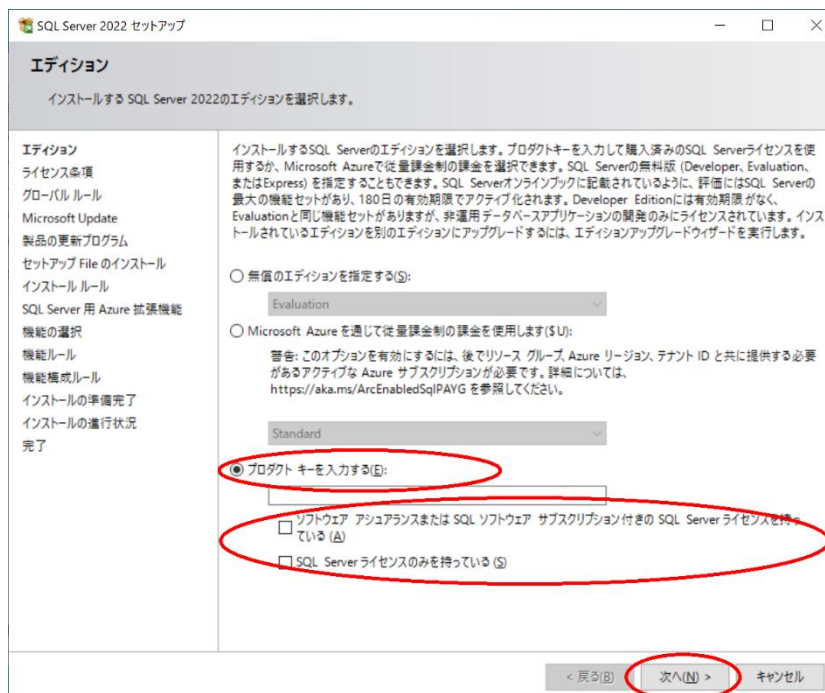 SQL Server 2022 セットアップ
エディション
インストールする SQL Server 2022のエディションを選択します。
エディション
ライセンス条項
グローバル ルール
Microsoft Update
製品の更新プログラム
セットアップ File のインストール
インストール ルール
SQL Server 用 Azure 拡張機能
機能の選択
機能ルール
機能構成ルール
インストールの準備完了
インストールの進行状況
完了
インストールするSQL Serverのエディションを選択します。プロダクトキーを入力して購入済みのSQL Serverライセンスを使
用するか、Microsoft Azureで従量課金制の課金を選択できます。SQL Serverの無料版 (Developer、Evaluation、
またはExpress) を指定することもできます。SQL Serverオンラインブックに記載されているように、評価にはSQL Serverの
最大の機能セットがあり、180日の有効期限でアクティブ化されます。Developer Editionには有効期限がなく、
Evaluationと同じ機能セットがありますが、非運用データベースアプリケーションの開発のみにライセンスされています。インス
トールされているエディションを別のエディションにアップグレードするには、エディションアップグレードウィザードを実行します。
無償のエディションを指定する(S):
Evaluation
Microsoft Azure を通じて従量課金制の課金を使用します($U):
警告: このオプションを有効にするには、後でリソース グループ、Azure リージョン、テナント ID と共に提供する必要
があるアクティブな Azure サブスクリプションが必要です。詳細については、
https://aka.ms/ArcEnabledSqlPAYG を参照してください。
Standard
プロダクト キーを入力する(E):
ソフトウェア アシュアランスまたは SQL ソフトウェア サブスクリプション付きの SQL Server ライセンスを持っ
ている (A)
SQL Server ライセンスのみを持っている (S)
< 戻る(B)
次へ(N) >
キャンセル